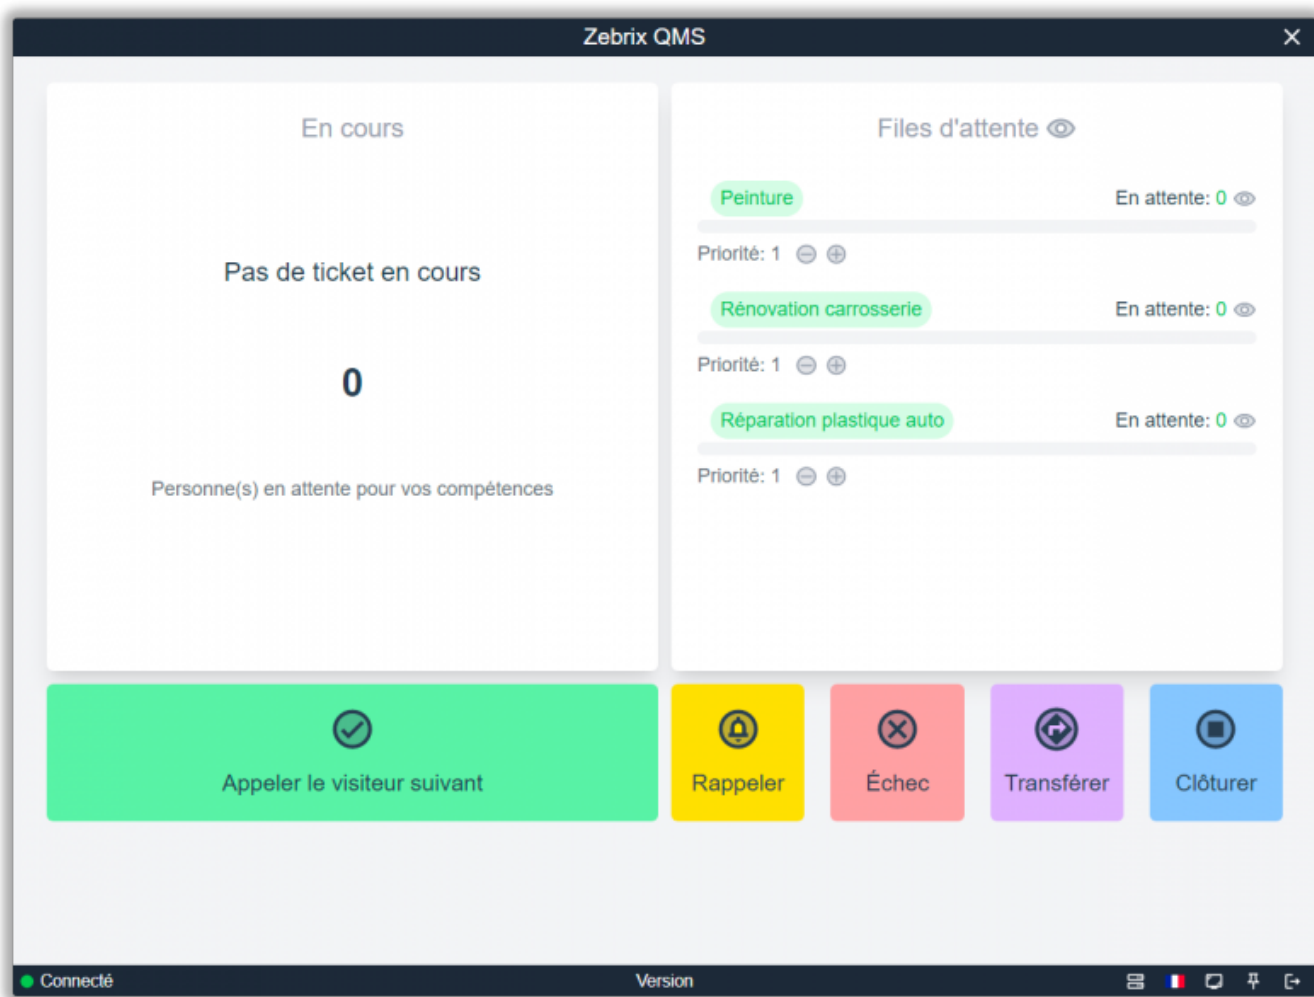 Zebrix QMS
En cours
Pas de ticket en cours
0
Personne(s) en attente pour vos compétences
Files d'attente
Peinture
En attente: 0
Priorité: 1
Rénovation carrosserie
En attente: 0
Priorité: 1
Réparation plastique auto
En attente: 0
Priorité: 1
Appeler le visiteur suivant
Rappeler
Échec
Transférer
Clôturer
Connecté
Version